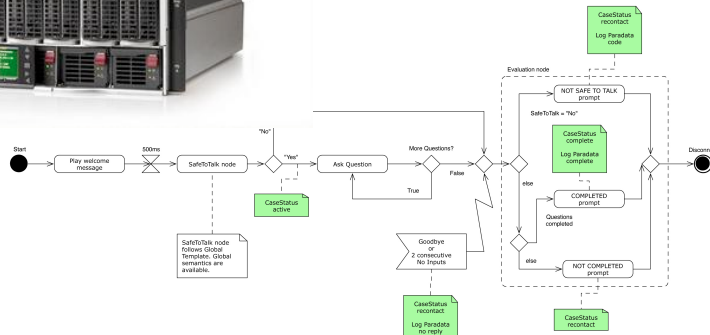 CaseStatus
recontact
Log Paradata
code
Evaluation node
NOT SAFE TO TALK
prompt
SafeToTalk = "No"
"No"
CaseStatus
complete
Log Paradata
complete
Start
500ms
More Questions?
Disconn
Play welcome
message
SafeToTalk node
"Yes"
Ask Question
False
True
else
COMPLETED
prompt
Questions
completed
CaseStatus
active
SafeToTalk node
follows Global
Template. Global
semantics are
available.
Goodbye
or
2 consecutive
No Inputs
else
NOT COMPLETED
prompt
CaseStatus
recontact
Log Paradata
no reply
CaseStatus
recontact